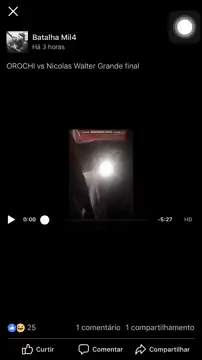 Batalha Mil4
Há 3 horas
OROCHI vs Nicolas Walter Grande final
0:00
-5:27
HD
25
1 comentário
1 compartilhamento
Curtir
Comentar
Compartilhar